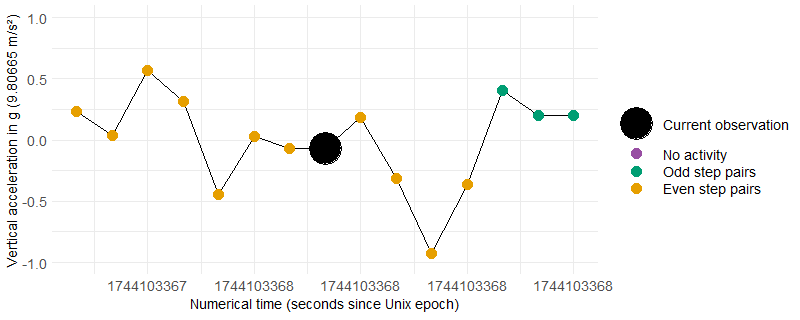 Vertical acceleration in g (9.80665 m/s²)
1.0
0.5
0.0
-0.5
-1.0
1744103367 1744103368 1744103368 1744103368 1744103368
Numerical time (seconds since Unix epoch)
Current observation
No activity
Odd step pairs
Even step pairs